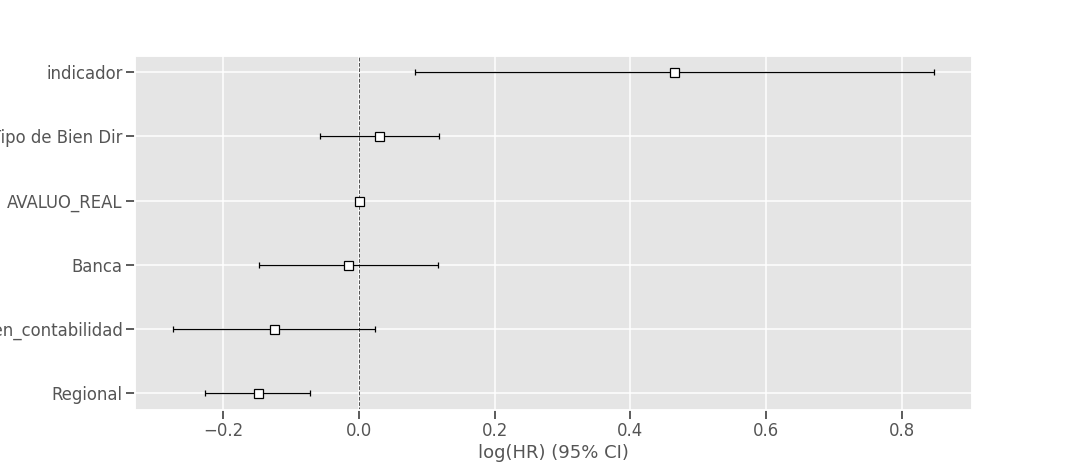 indicador
Tipo de Bien Dir
AVALUO_REAL
Banca
en_contabilidad
Regional
−0.2 0.0 0.2 0.4 0.6 0.8
log(HR) (95% CI)